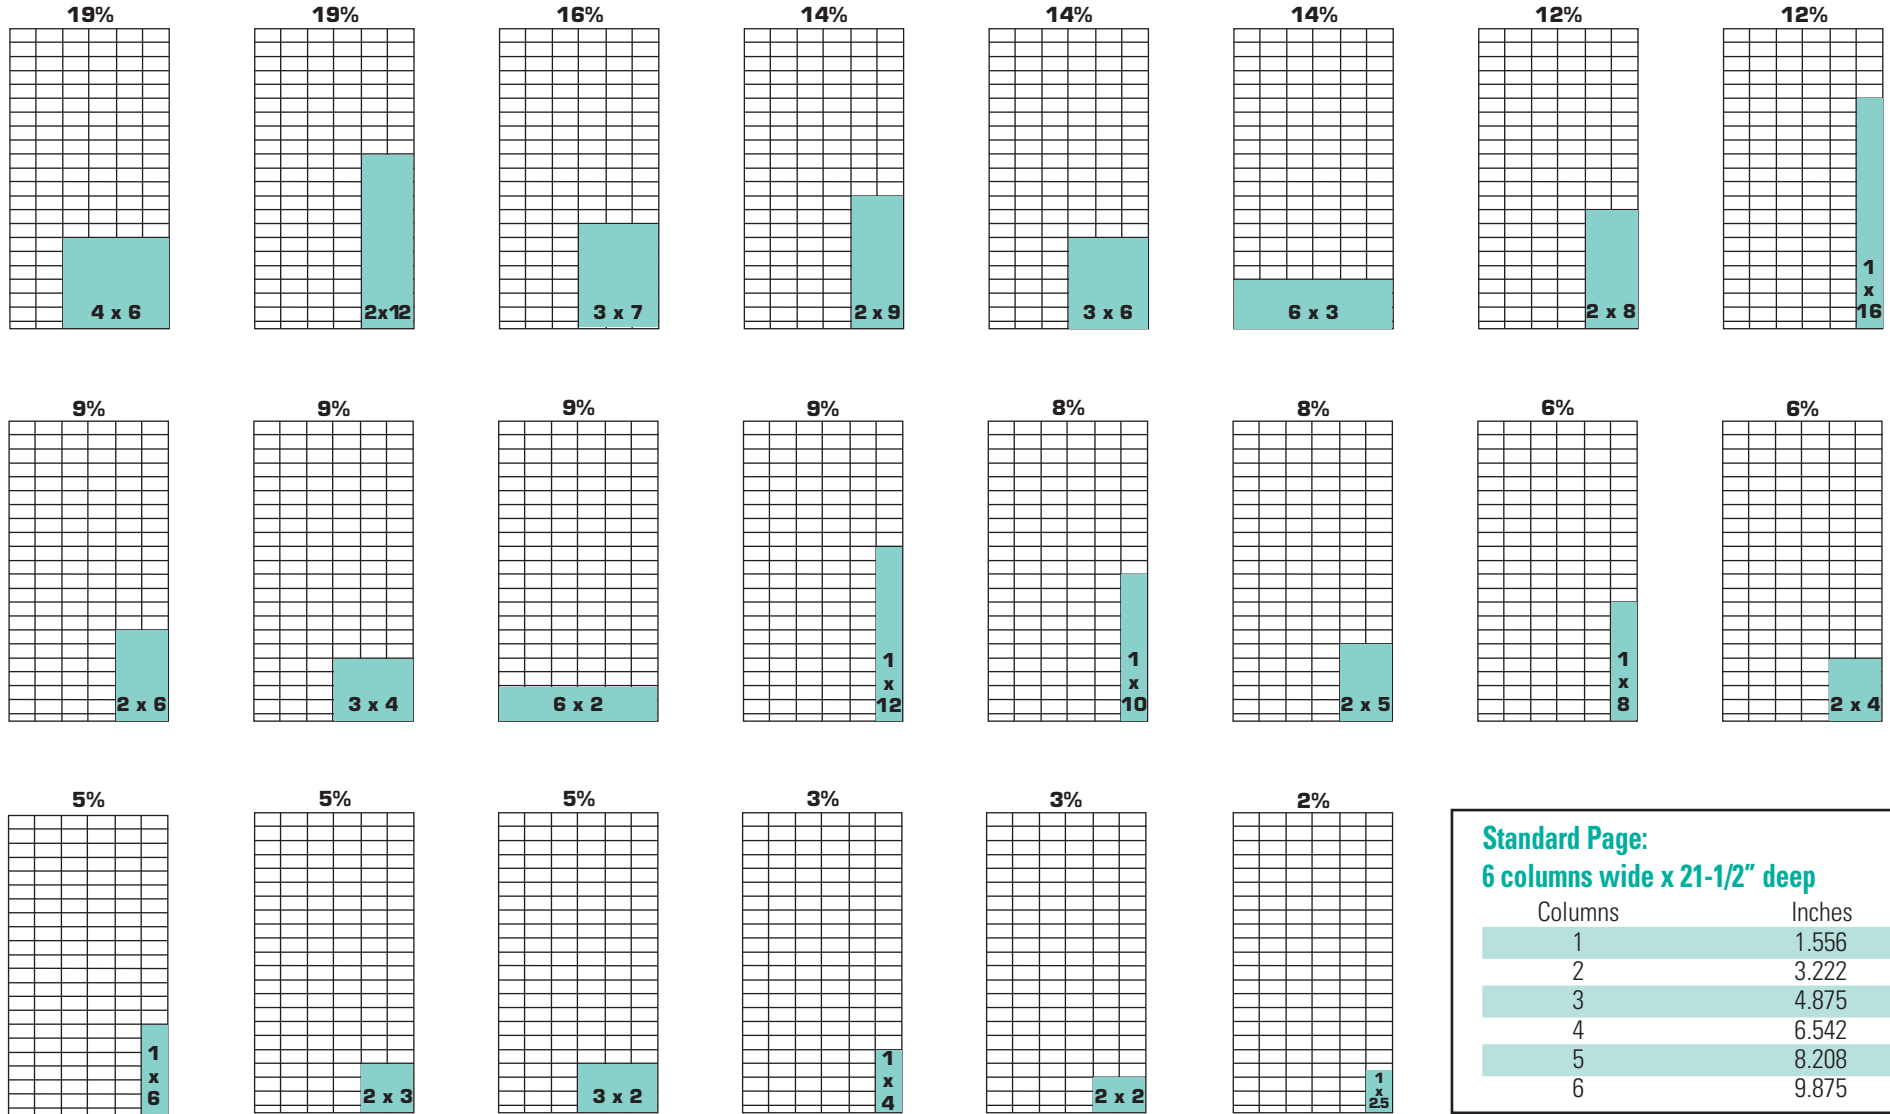 19% 19% 16% 14% 14% 14% 12% 12%
4 x 6 2x12 3 x 7 2 x 9 3 x 6 6 x 3 2 x 8 1 x 16
9% 9% 9% 9% 8% 8% 6% 6%
2 x 6 3 x 4 6 x 2 1 x 12 1 x 10 2 x 5 1 x 8 2 x 4
5% 5% 5% 3% 3% 2%
1 x 6 2 x 3 3 x 2 1 x 4 2 x 2 1 x 2.5
Standard Page:
6 columns wide x 21-1/2" deep
Columns Inches
1 1.556
2 3.222
3 4.875
4 6.542
5 8.208
6 9.875